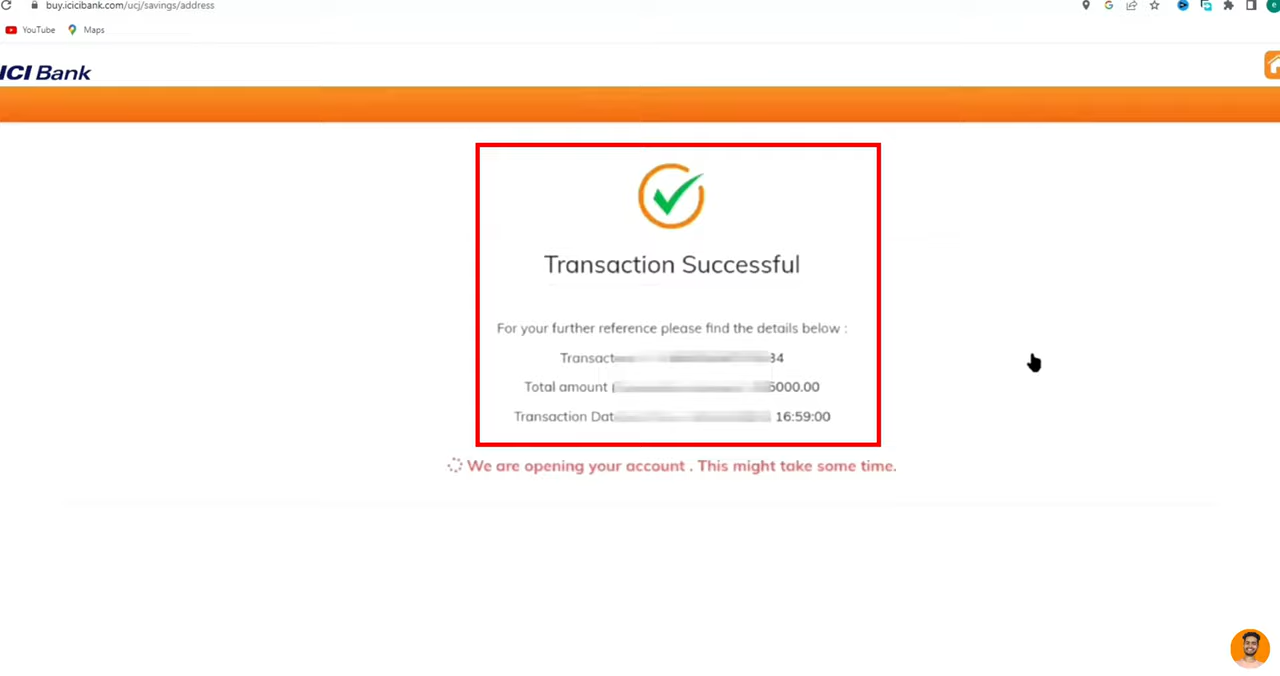 buy.icicibank.com/ucj/savings/address
YouTube Maps
ICI Bank
Transaction Successful
For your further reference please find the details below :
34
Total amount 5000.00
Transaction 16:59:00
We are opening your account . This might take some time.